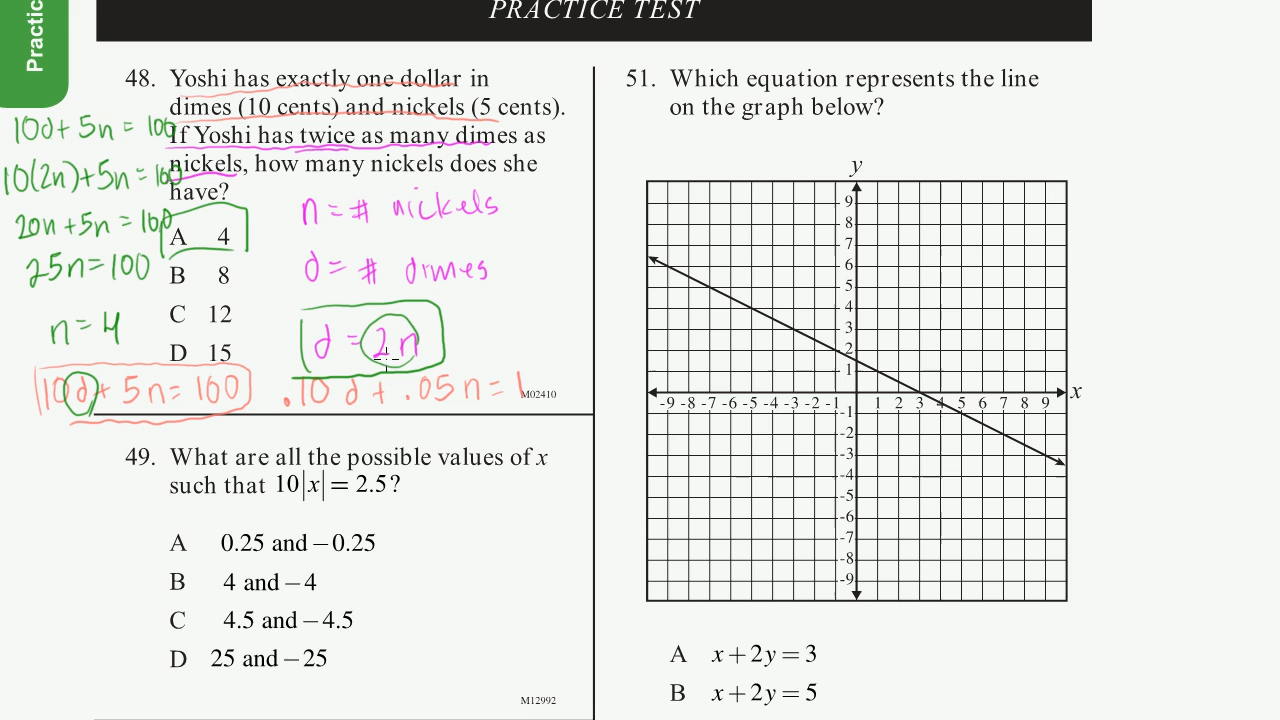 PRACTICE TEST
Practic
48. Yoshi has exactly one dollar in
dimes (10 cents) and nickels (5 cents).
If Yoshi has twice as many dimes as
nickels, how many nickels does she
have?
A 4
B 8
C 12
D 15
M02410
10d + 5n = 100
10(2n) + 5n = 100
20n + 5n = 100
25n = 100
n = 4
n = # nickels
d = # dimes
d = 2n
10d + 5n = 100
.10 d + .05n = 1
49. What are all the possible values of x
such that 10|x| = 2.5?
A 0.25 and −0.25
B 4 and −4
C 4.5 and −4.5
D 25 and −25
M12992
51. Which equation represents the line
on the graph below?
y
9
8
7
6
5
4
3
2
1
-9 -8 -7 -6 -5 -4 -3 -2 -1 1 2 3 4 5 6 7 8 9 x
-1
-2
-3
-4
-5
-6
-7
-8
-9
A x + 2y = 3
B x + 2y = 5